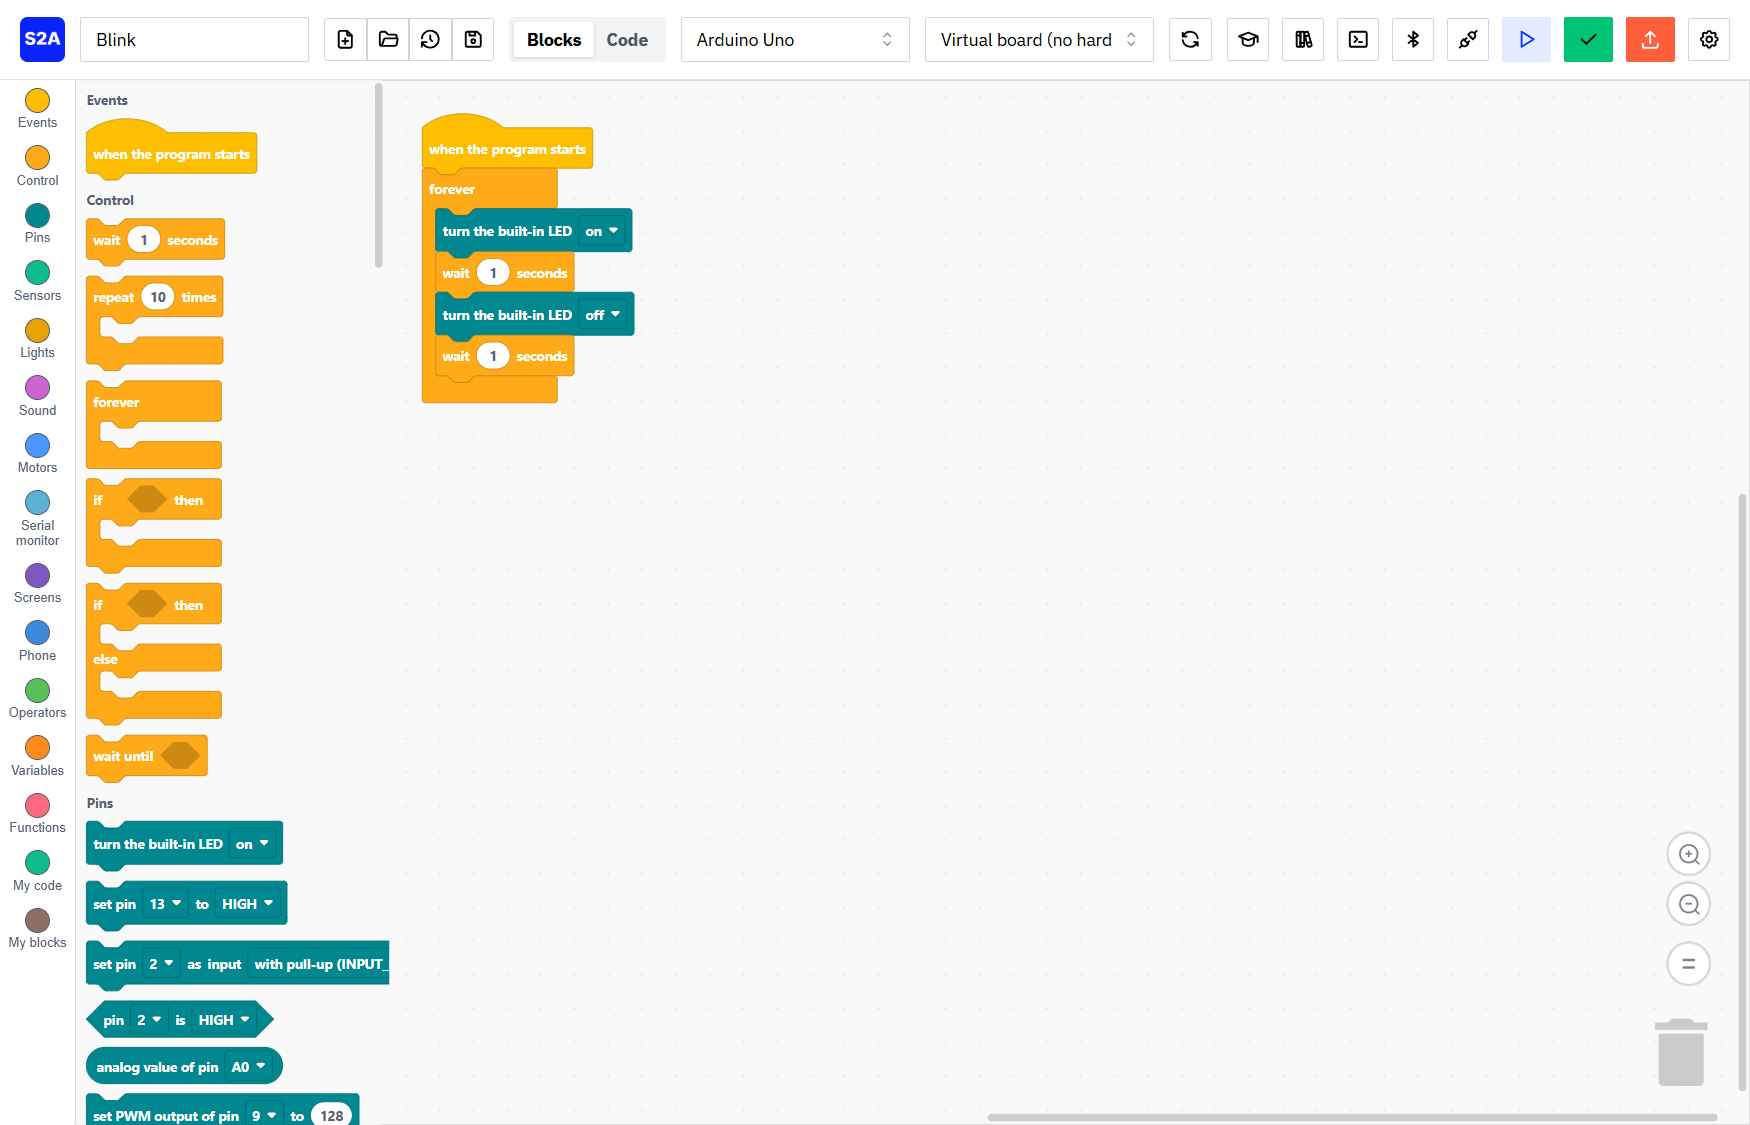 S2A
Blink
Blocks Code
Arduino Uno
Virtual board (no hard
Events
Control
Pins
Sensors
Lights
Sound
Motors
Serial
monitor
Screens
Phone
Operators
Variables
Functions
My code
My blocks
Events
when the program starts
Control
wait 1 seconds
repeat 10 times
forever
if then
if then
else
wait until
Pins
turn the built-in LED on
set pin 13 to HIGH
set pin 2 as input with pull-up (INPUT_
pin 2 is HIGH
analog value of pin A0
set PWM output of pin 9 to 128
when the program starts
forever
turn the built-in LED on
wait 1 seconds
turn the built-in LED off
wait 1 seconds